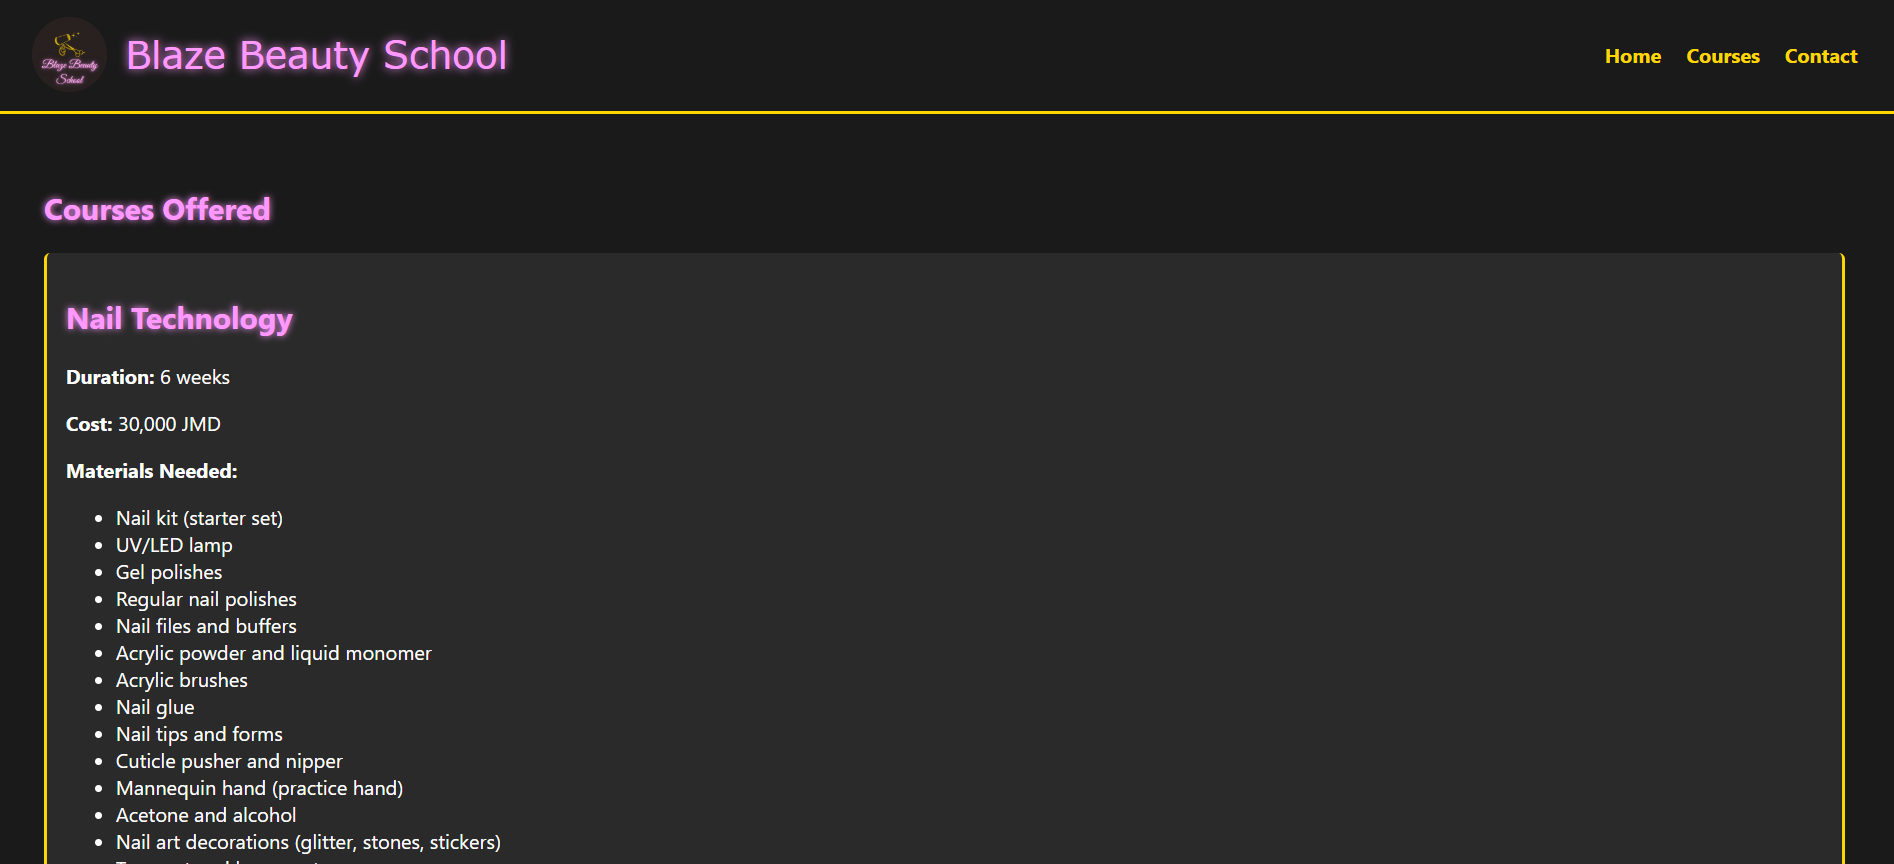 Blaze Beauty
School
Blaze Beauty School
Home Courses Contact
Courses Offered
Nail Technology
Duration: 6 weeks
Cost: 30,000 JMD
Materials Needed:
• Nail kit (starter set)
• UV/LED lamp
• Gel polishes
• Regular nail polishes
• Nail files and buffers
• Acrylic powder and liquid monomer
• Acrylic brushes
• Nail glue
• Nail tips and forms
• Cuticle pusher and nipper
• Mannequin hand (practice hand)
• Acetone and alcohol
• Nail art decorations (glitter, stones, stickers)